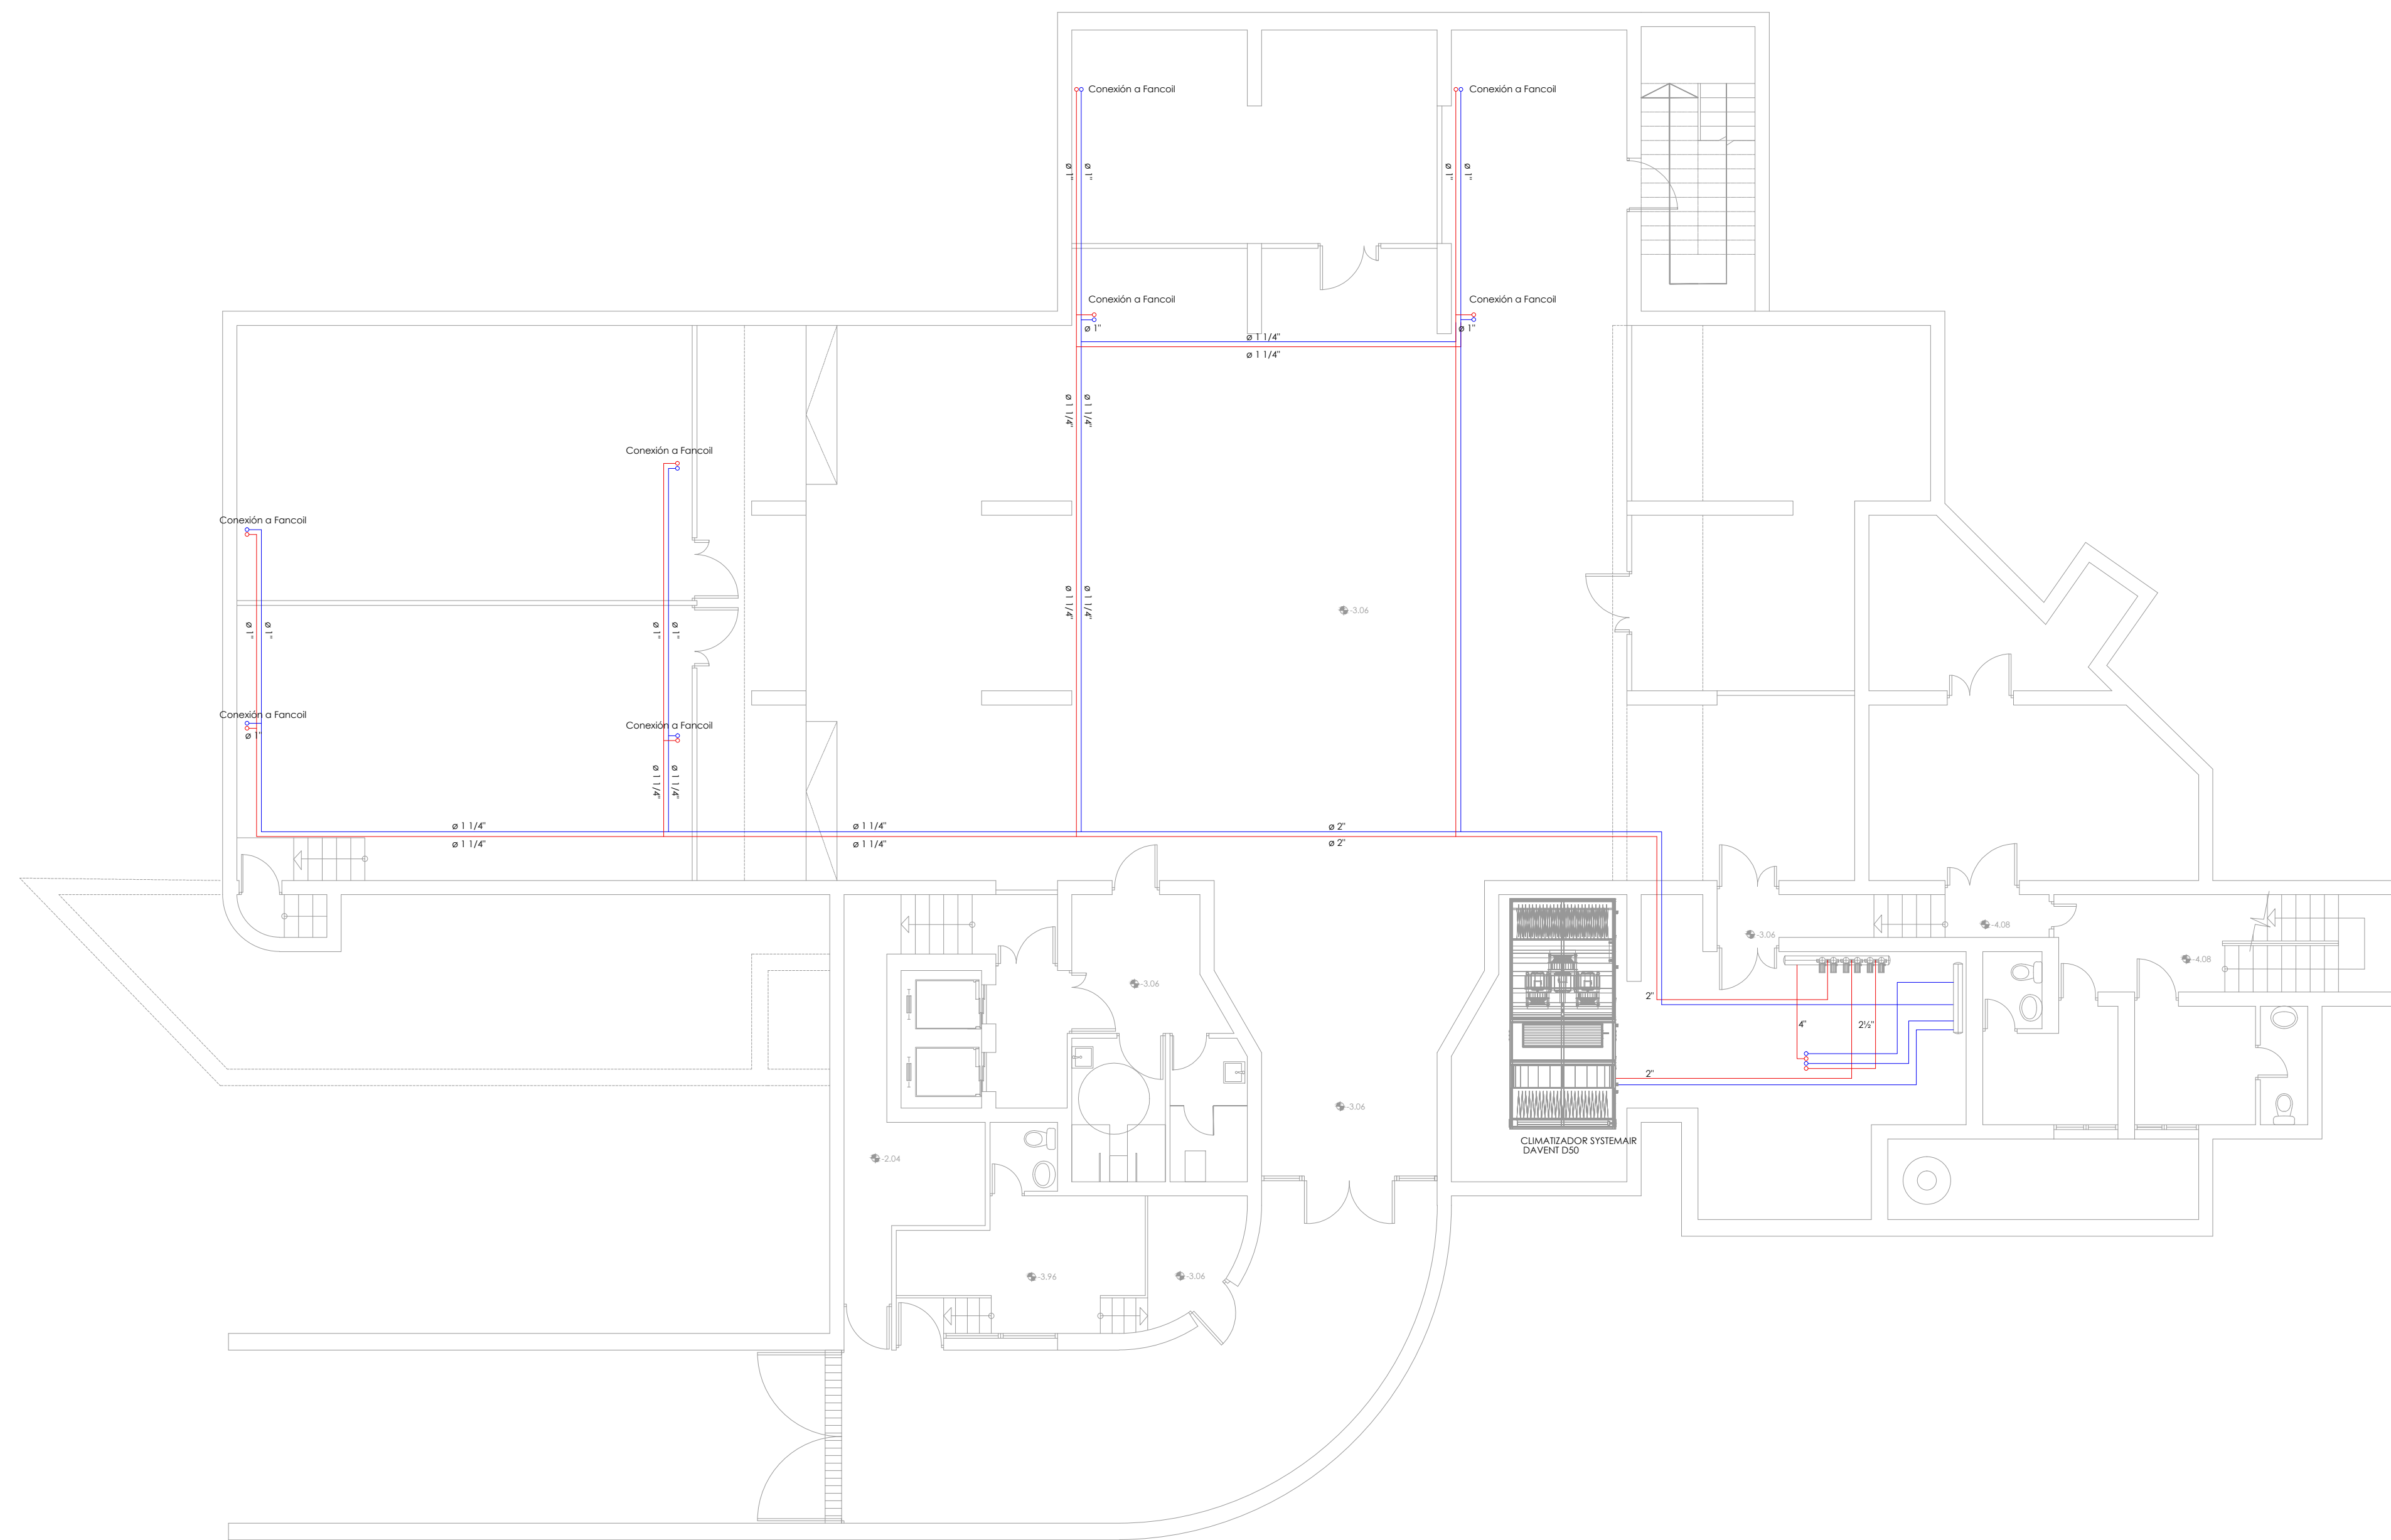 Conexión a Fancoil
Conexión a Fancoil
ø 1"
ø 1"
ø 1"
ø 1"
Conexión a Fancoil
Conexión a Fancoil
ø 1"
ø 1"
ø 1 1/4"
ø 1 1/4"
ø 1 1/4"
ø 1 1/4"
Conexión a Fancoil
Conexión a Fancoil
ø 1 1/4"
ø 1 1/4"
-3.06
ø 1"
ø 1"
ø 1"
ø 1"
Conexión a Fancoil
Conexión a Fancoil
ø 1"
ø 1 1/4"
ø 1 1/4"
ø 1 1/4"
ø 1 1/4"
ø 2"
ø 1 1/4"
ø 1 1/4"
ø 2"
-3.06
-4.08
-4.08
-3.06
2"
4"
2½"
2"
-3.06
CLIMATIZADOR SYSTEMAIR
DAVENT D50
-2.04
-3.96
-3.06